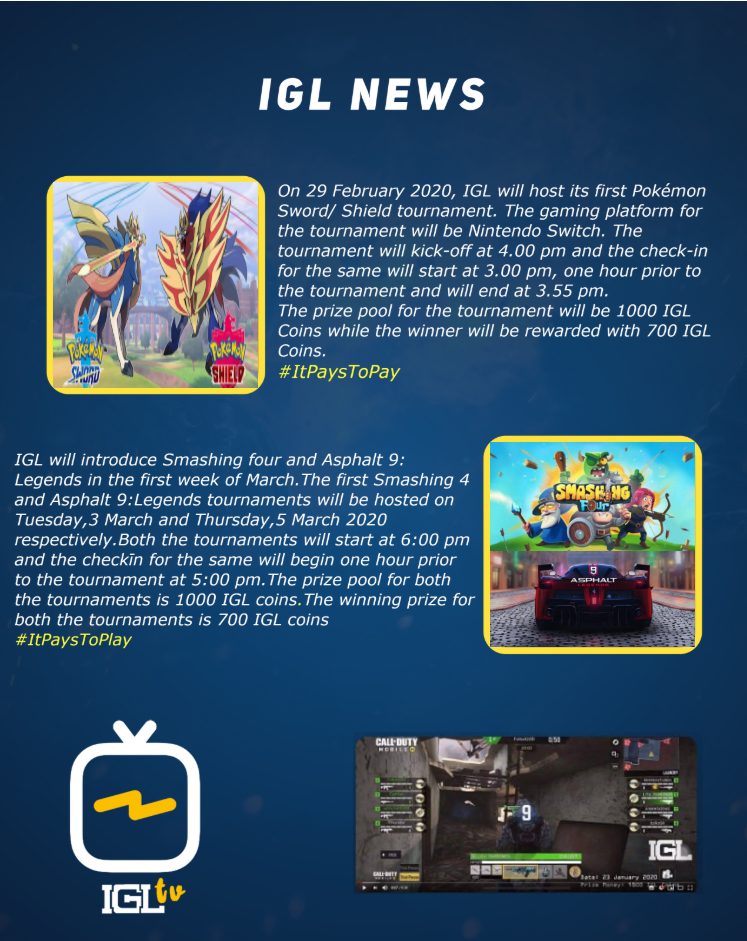 IGL NEWS
On 29 February 2020, IGL will host its first Pokémon
Sword/ Shield tournament. The gaming platform for
the tournament will be Nintendo Switch. The
tournament will kick-off at 4.00 pm and the check-in
for the same will start at 3.00 pm, one hour prior to
the tournament and will end at 3.55 pm.
The prize pool for the tournament will be 1000 IGL
Coins while the winner will be rewarded with 700 IGL
Coins.
#ItPaysToPay
Pokémon
SWORD
Pokémon
SHIELD
IGL will introduce Smashing four and Asphalt 9:
Legends in the first week of March.The first Smashing 4
and Asphalt 9:Legends tournaments will be hosted on
Tuesday,3 March and Thursday,5 March 2020
respectively.Both the tournaments will start at 6:00 pm
and the checkīn for the same will begin one hour prior
to the tournament at 5:00 pm.The prize pool for both
the tournaments is 1000 IGL coins.The winning prize for
both the tournaments is 700 IGL coins
#ItPaysToPlay
SMASHING
FOUR
9
ASPHALT
LEGENDS
IGLtv
CALL·DUTY
MOBILE
0:50
9
IGL
CALL·DUTY
Date: 23 January 2020
Prize Money: 1500